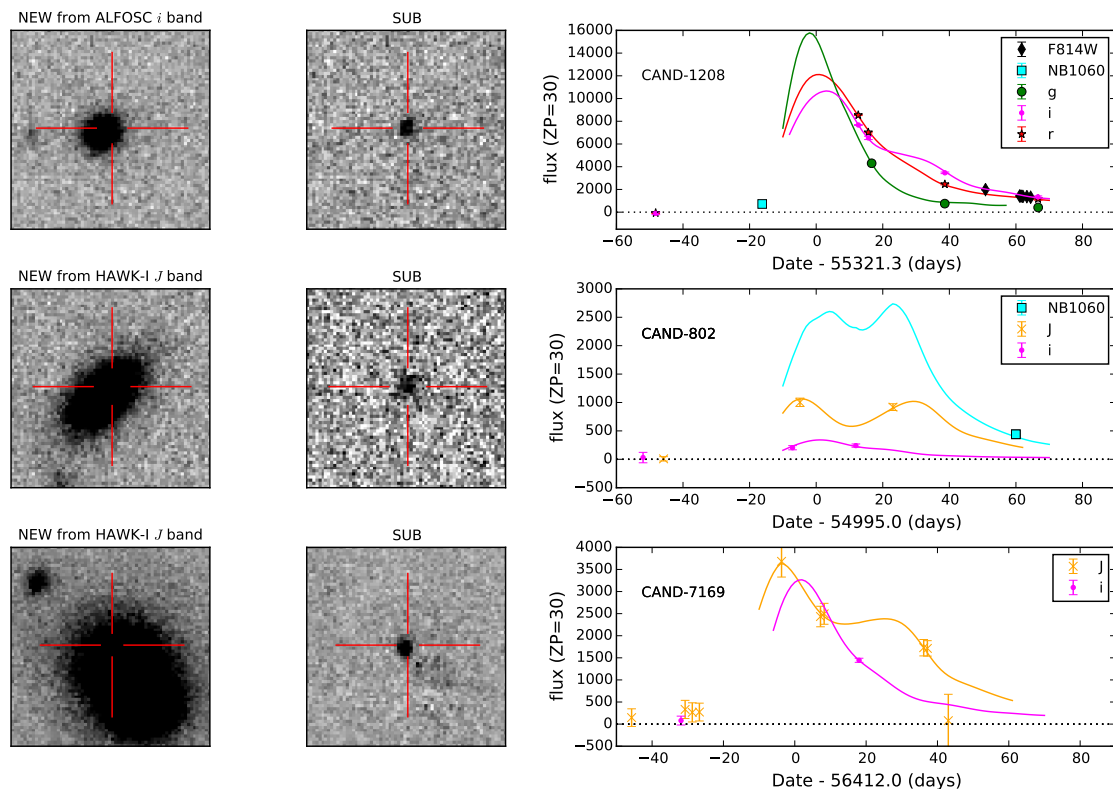 NEW from ALFOSC i band
SUB
CAND-1208
F814W
NB1060
g
i
r
flux (ZP=30)
16000
14000
12000
10000
8000
6000
4000
2000
0
−60 −40 −20 0 20 40 60 80
Date - 55321.3 (days)
NEW from HAWK-I J band
SUB
CAND-802
NB1060
J
i
flux (ZP=30)
3000
2500
2000
1500
1000
500
0
−500
−60 −40 −20 0 20 40 60 80
Date - 54995.0 (days)
NEW from HAWK-I J band
SUB
CAND-7169
J
i
flux (ZP=30)
4000
3500
3000
2500
2000
1500
1000
500
0
−500
−40 −20 0 20 40 60 80
Date - 56412.0 (days)